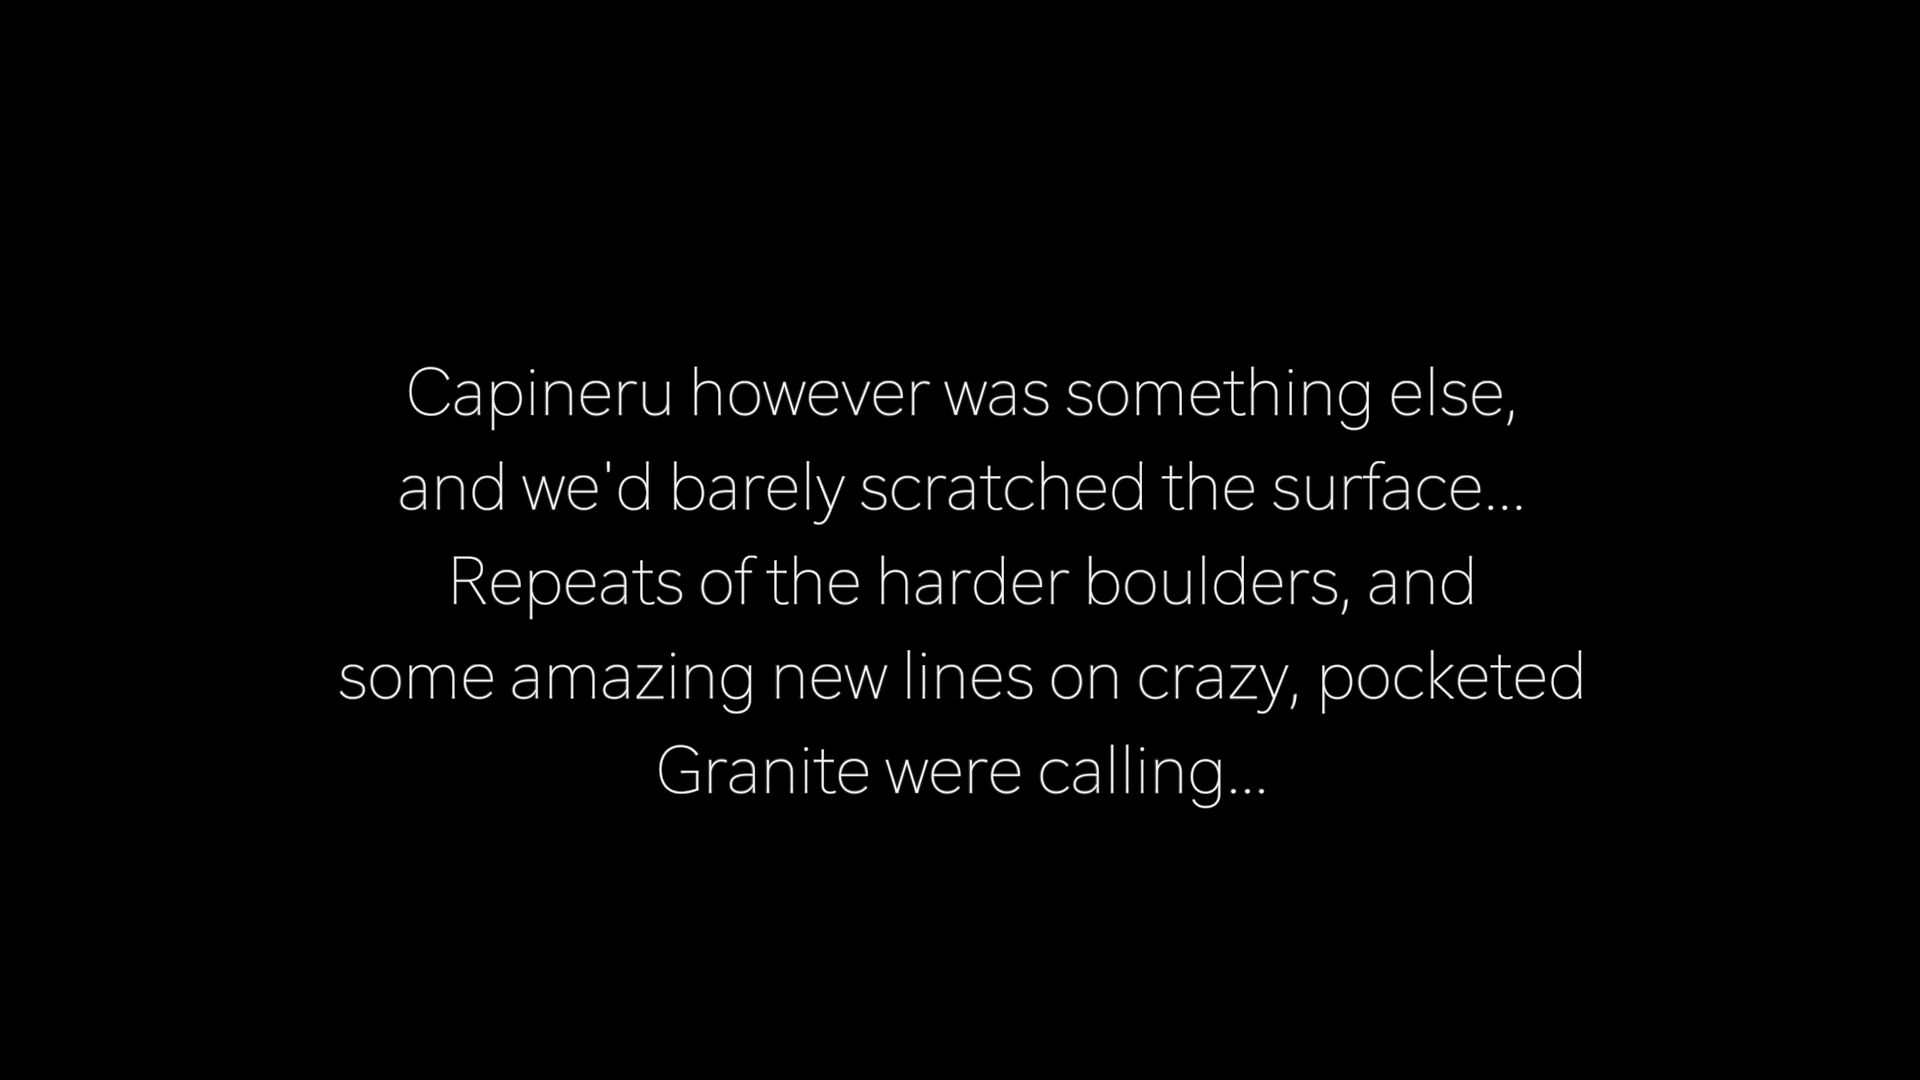 Capineru however was something else,
and we'd barely scratched the surface...
Repeats of the harder boulders, and
some amazing new lines on crazy, pocketed
Granite were calling...